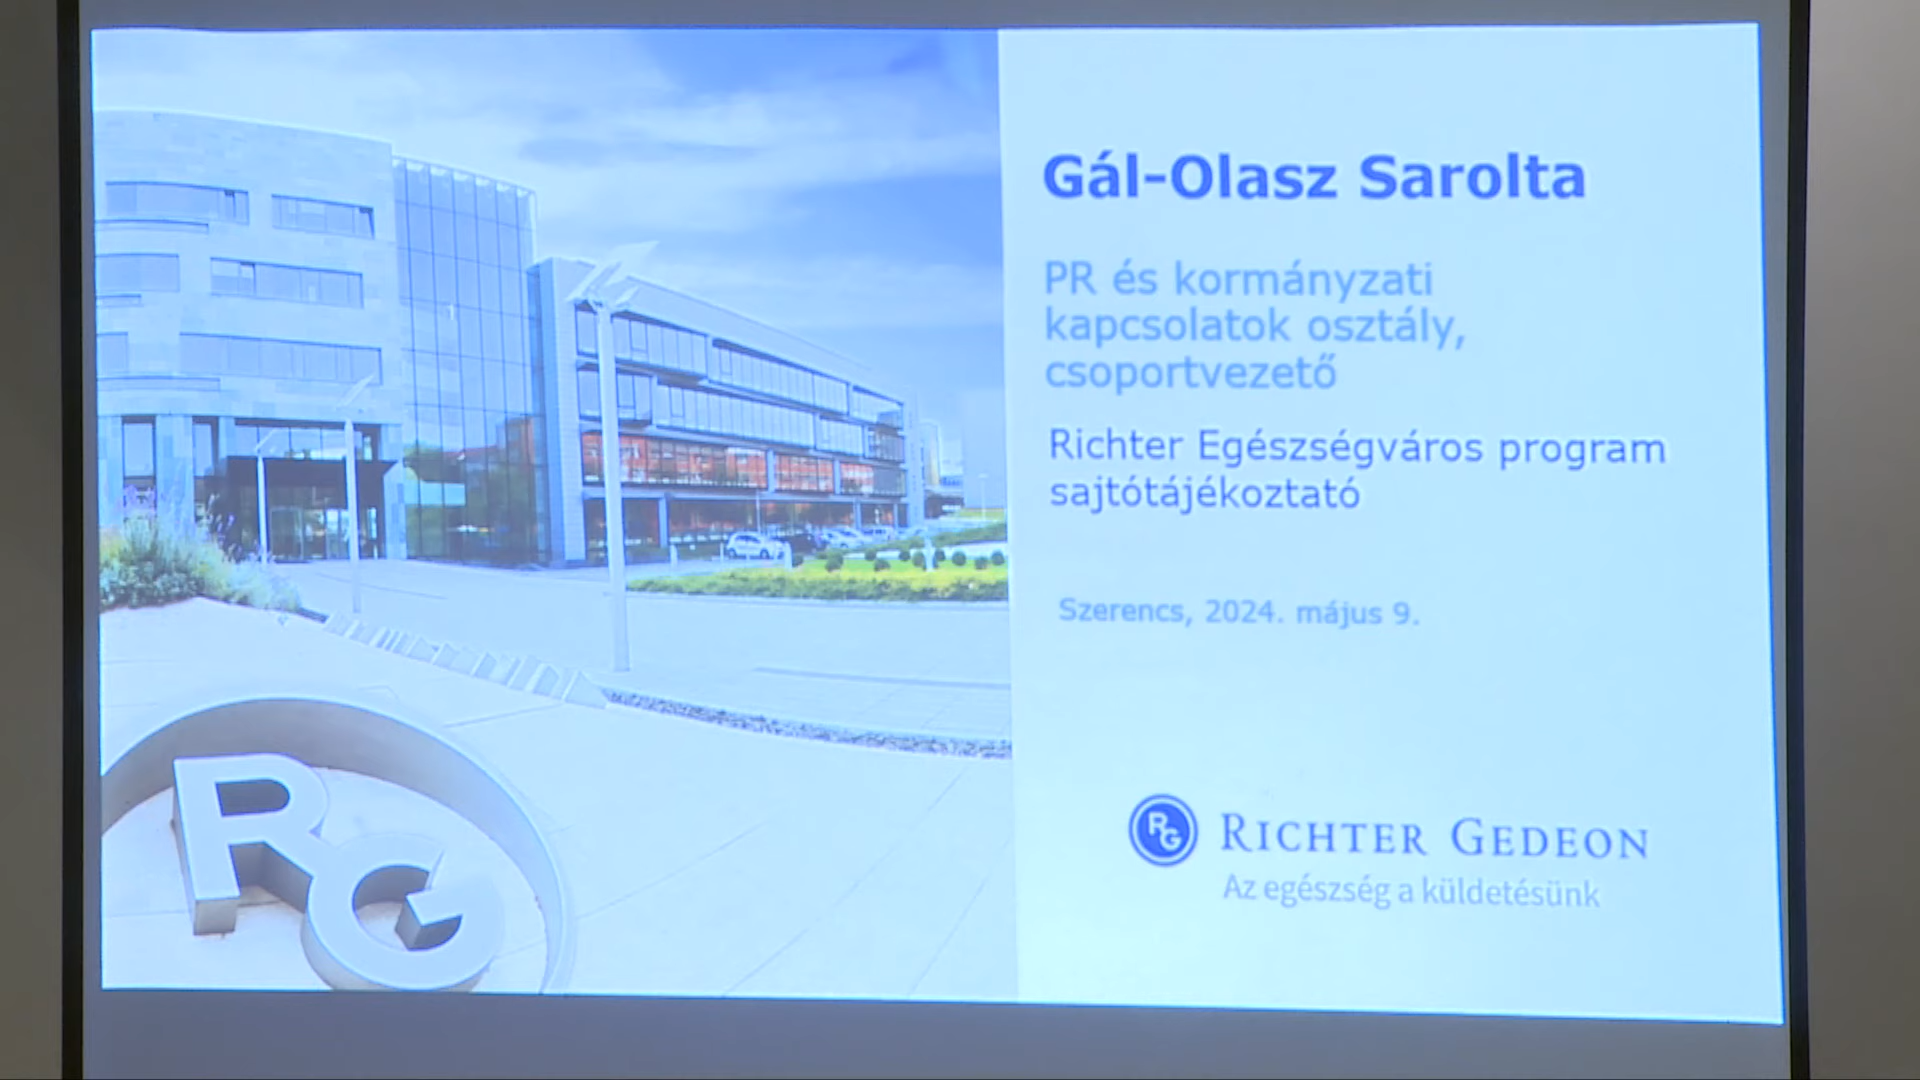 Gál-Olasz Sarolta
PR és kormányzati
kapcsolatok osztály,
csoportvezető
Richter Egészségváros program
sajtótájékoztató
Szerencs, 2024. május 9.
RG
RG RICHTER GEDEON
Az egészség a küldetésünk